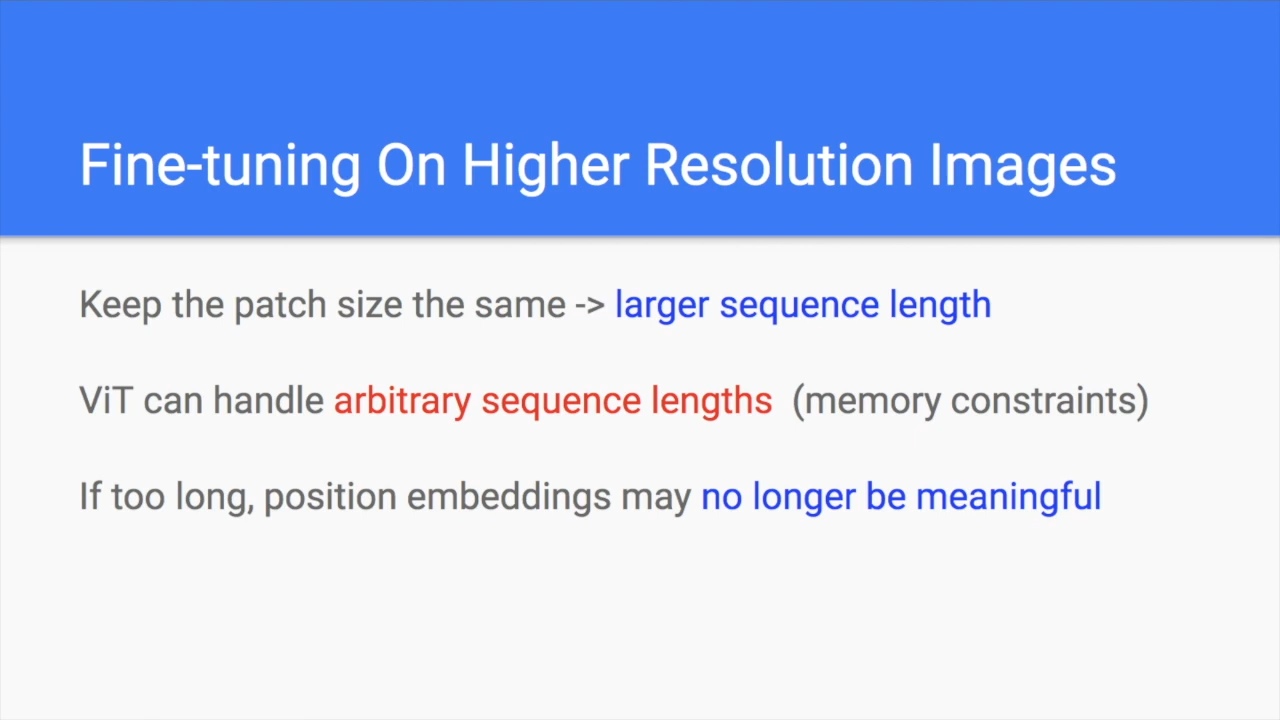 Fine-tuning On Higher Resolution Images
Keep the patch size the same -> larger sequence length
ViT can handle arbitrary sequence lengths (memory constraints)
If too long, position embeddings may no longer be meaningful